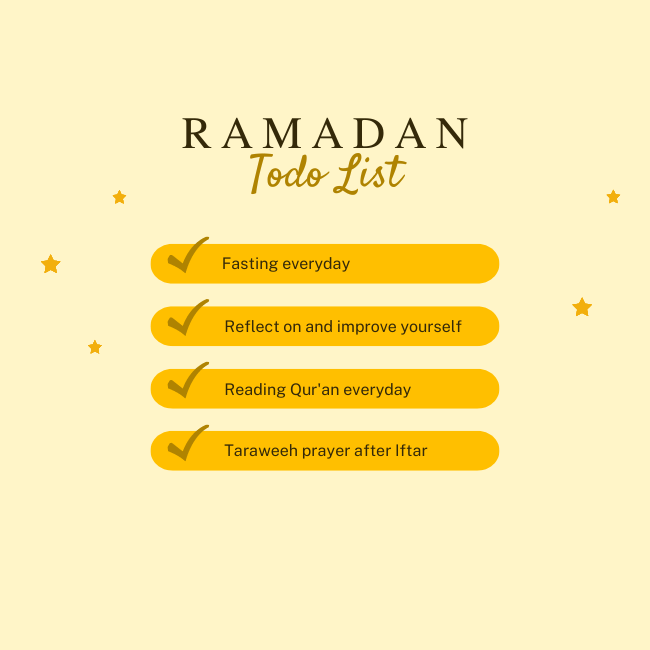 RAMADAN
Todo List
Fasting everyday
Reflect on and improve yourself
Reading Qur'an everyday
Taraweeh prayer after Iftar